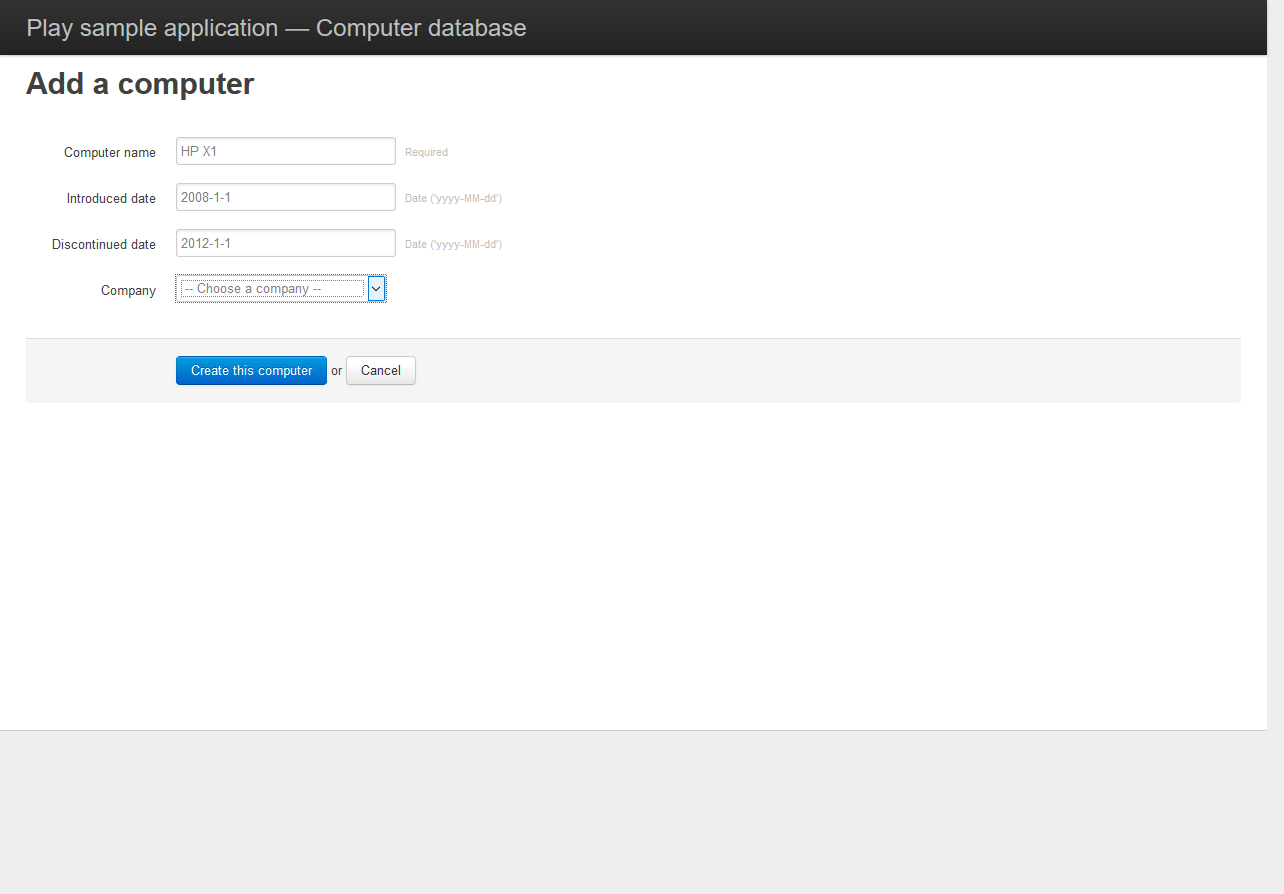 Play sample application — Computer database
Add a computer
Computer name HP X1 Required
Introduced date 2008-1-1 Date ('yyyy-MM-dd')
Discontinued date 2012-1-1 Date ('yyyy-MM-dd')
Company -- Choose a company --
Create this computer or Cancel